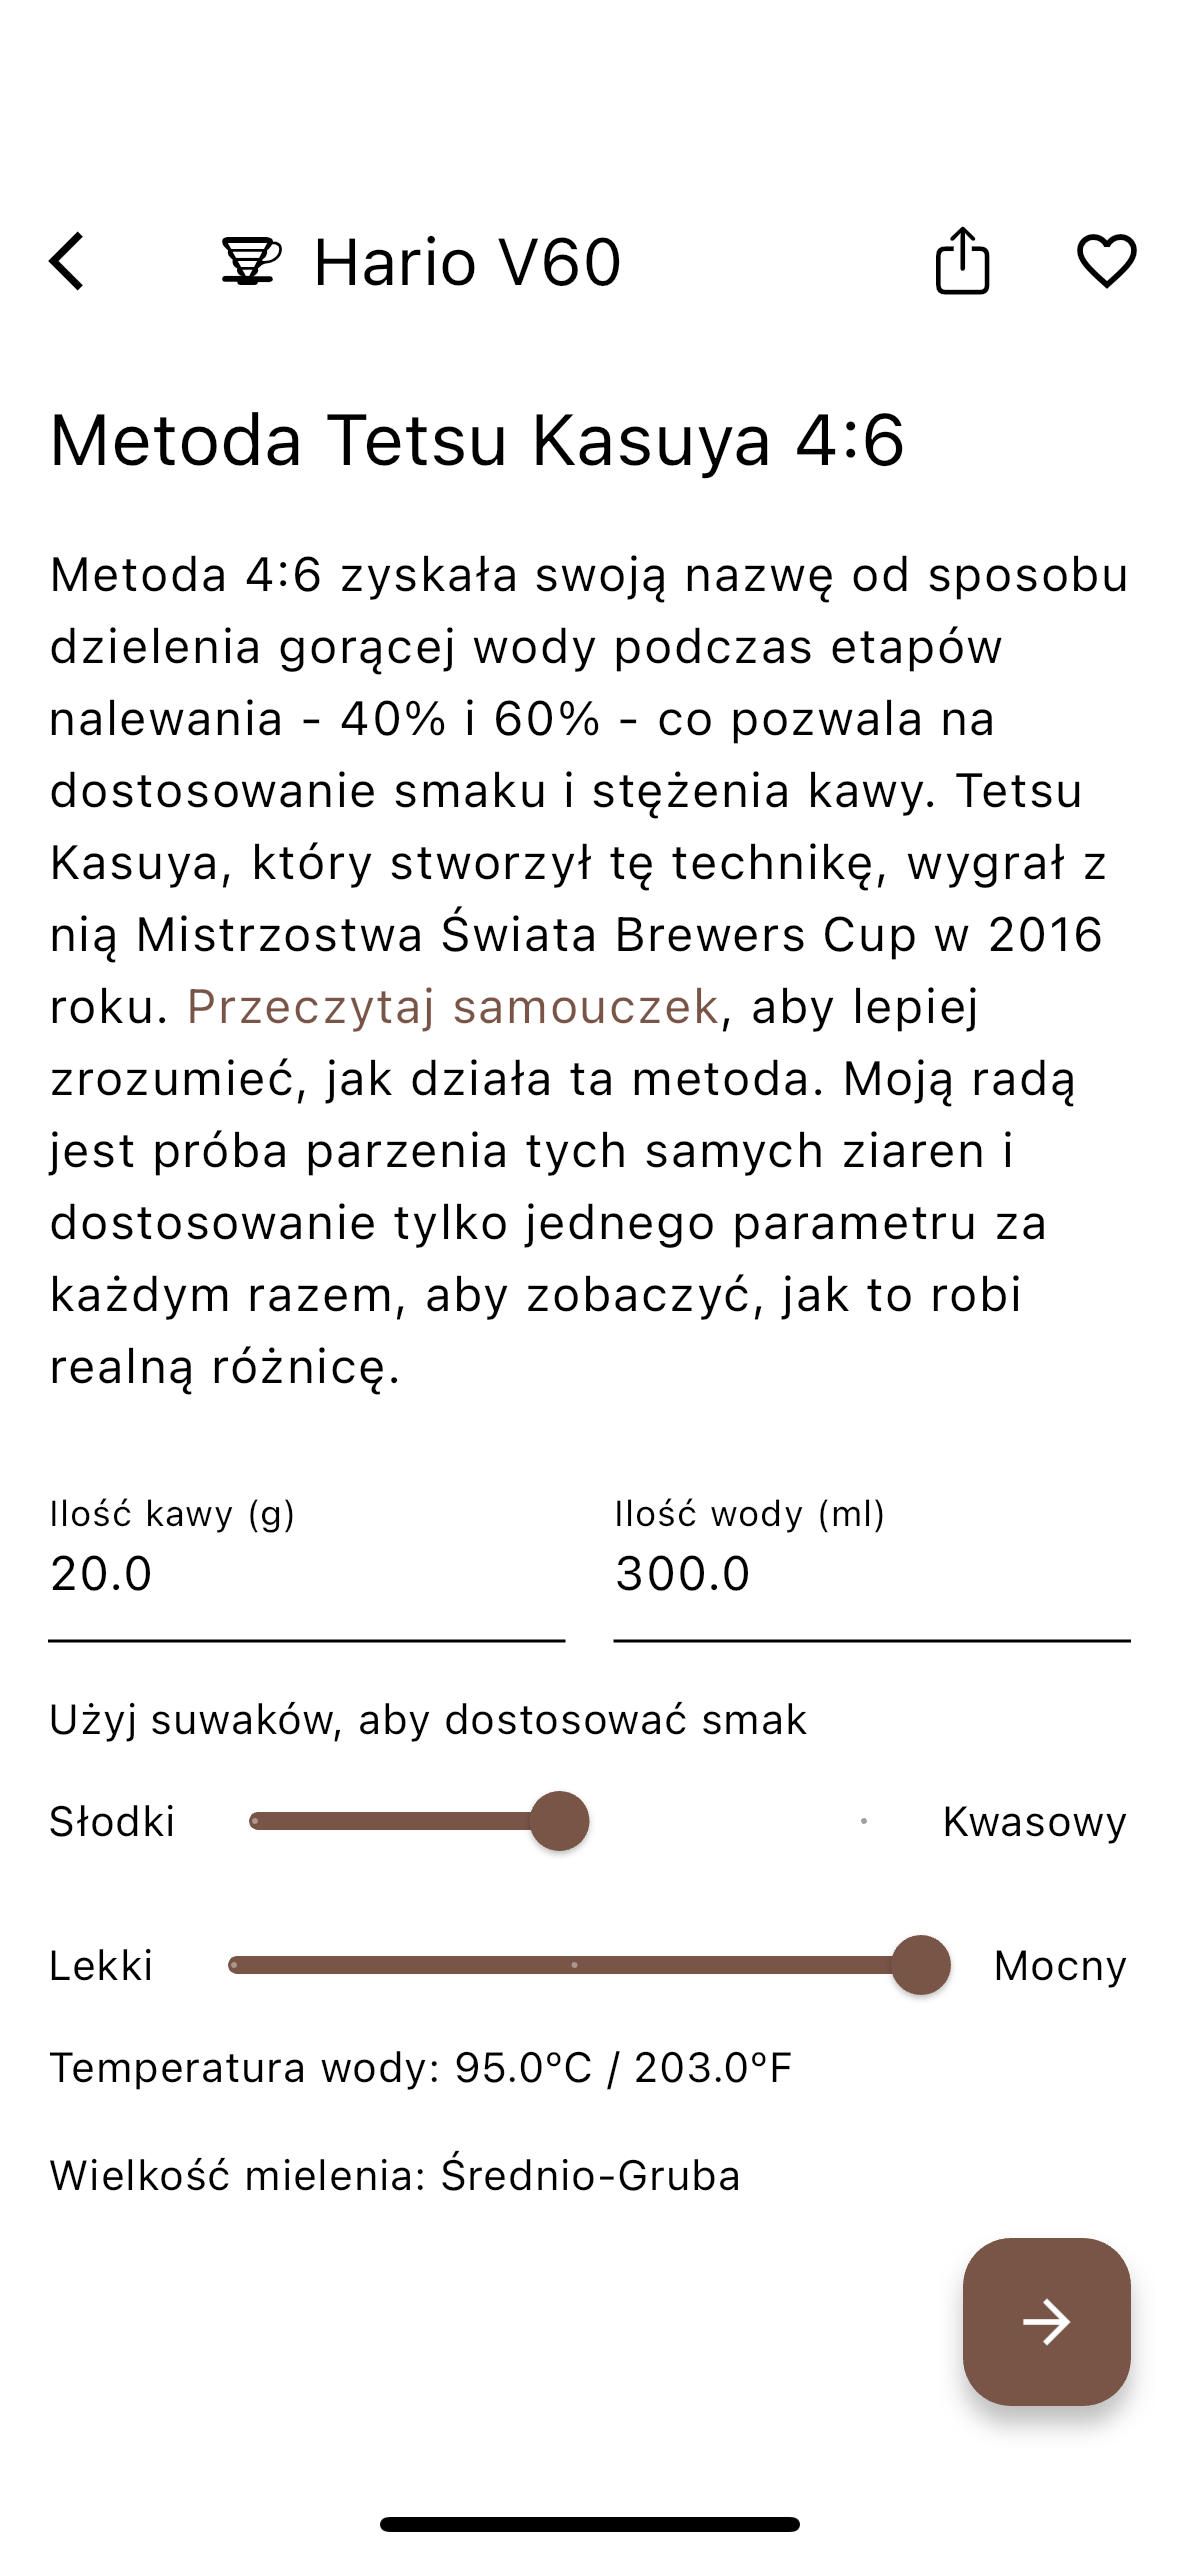 Hario V60
Metoda Tetsu Kasuya 4:6
Metoda 4:6 zyskała swoją nazwę od sposobu
dzielenia gorącej wody podczas etapów
nalewania - 40% i 60% - co pozwala na
dostosowanie smaku i stężenia kawy. Tetsu
Kasuya, który stworzył tę technikę, wygrał z
nią Mistrzostwa Świata Brewers Cup w 2016
roku. Przeczytaj samouczek, aby lepiej
zrozumieć, jak działa ta metoda. Moją radą
jest próba parzenia tych samych ziaren i
dostosowanie tylko jednego parametru za
każdym razem, aby zobaczyć, jak to robi
realną różnicę.
Ilość kawy (g) Ilość wody (ml)
20.0 300.0
Użyj suwaków, aby dostosować smak
Słodki Kwasowy
Lekki Mocny
Temperatura wody: 95.0ºC / 203.0ºF
Wielkość mielenia: Średnio-Gruba